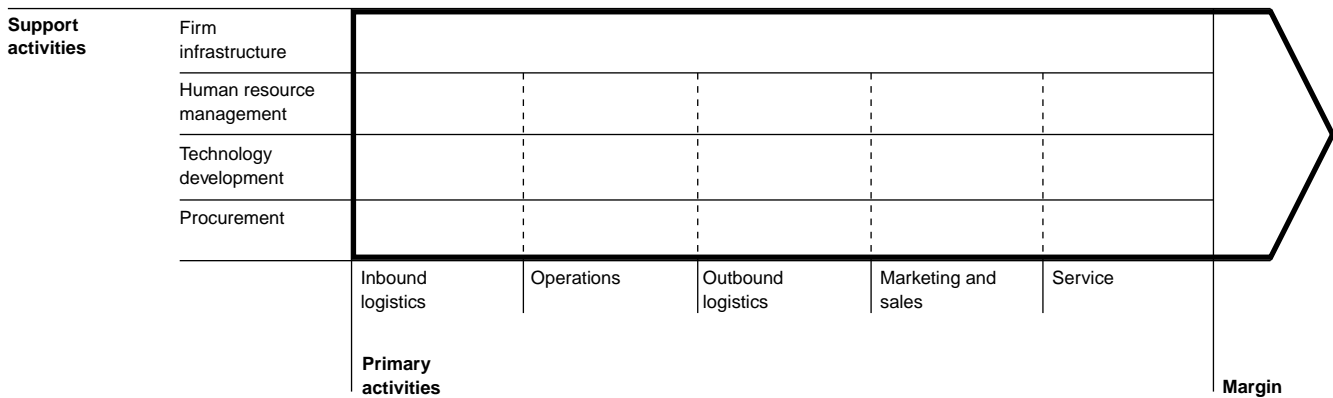 Support
activities
Firm
infrastructure
Human resource
management
Technology
development
Procurement
Inbound
logistics
Operations
Outbound
logistics
Marketing and
sales
Service
Primary
activities
Margin